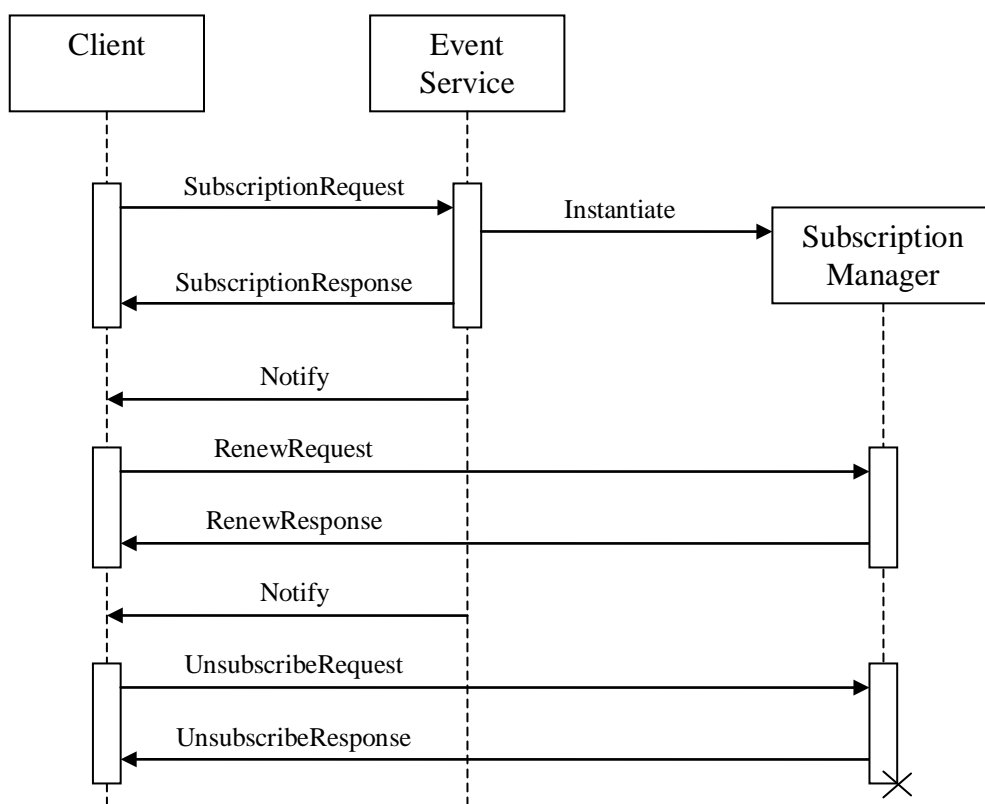 Client
Event
Service
SubscriptionRequest
Instantiate
Subscription
Manager
SubscriptionResponse
Notify
RenewRequest
RenewResponse
Notify
UnsubscribeRequest
UnsubscribeResponse